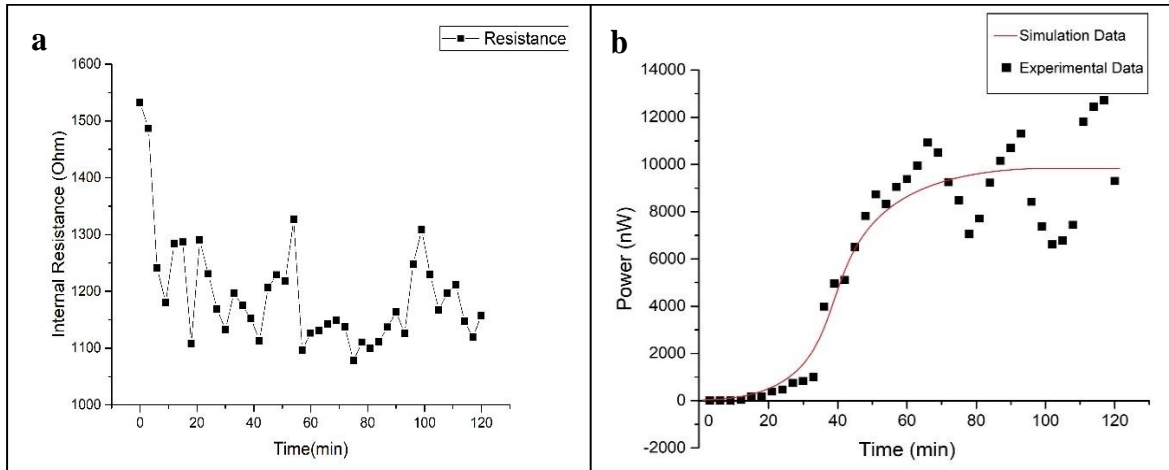 a
Resistance
1600
1500
1400
1300
1200
1100
1000
0 20 40 60 80 100 120
Internal Resistance (Ohm)
Time(min)
b
Simulation Data
Experimental Data
14000
12000
10000
8000
6000
4000
2000
0
-2000
0 20 40 60 80 100 120
Power (nW)
Time (min)